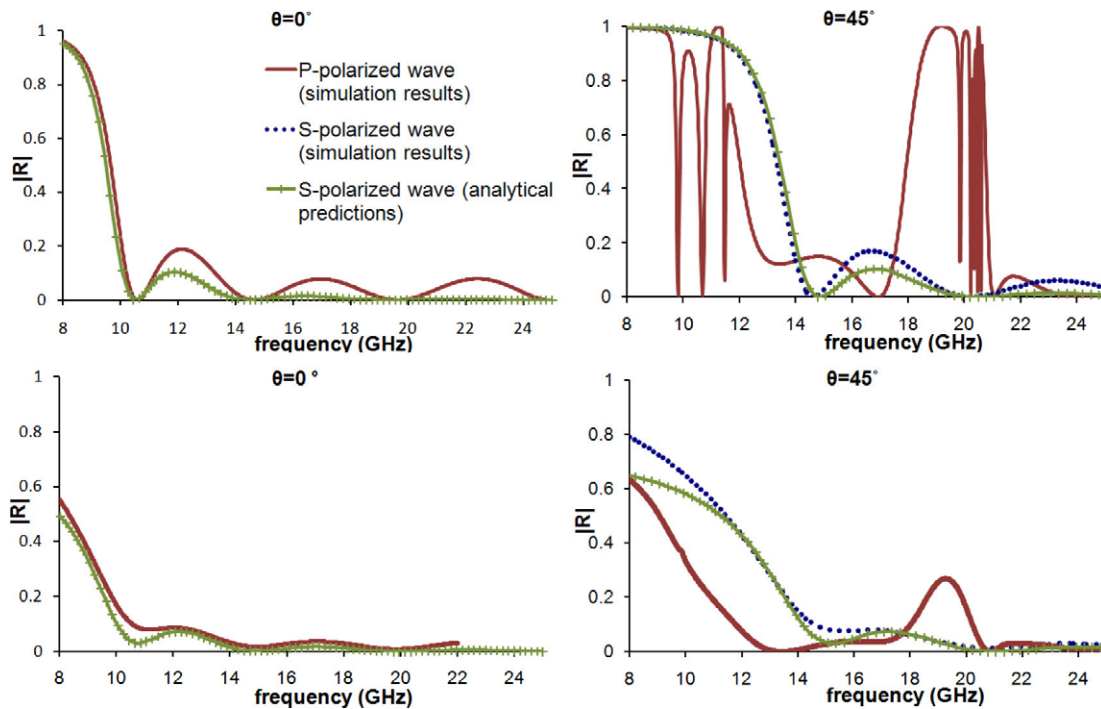 θ=0°
1
0.8
0.6
0.4
0.2
0
|R|
P-polarized wave
(simulation results)
S-polarized wave
(simulation results)
S-polarized wave (analytical
predictions)
8 10 12 14 16 18 20 22 24
frequency (GHz)
θ=45°
1
0.8
0.6
0.4
0.2
0
|R|
8 10 12 14 16 18 20 22 24
frequency (GHz)
θ=0 °
1
0.8
0.6
0.4
0.2
0
|R|
8 10 12 14 16 18 20 22 24
frequency (GHz)
θ=45°
1
0.8
0.6
0.4
0.2
0
|R|
8 10 12 14 16 18 20 22 24
frequency (GHz)